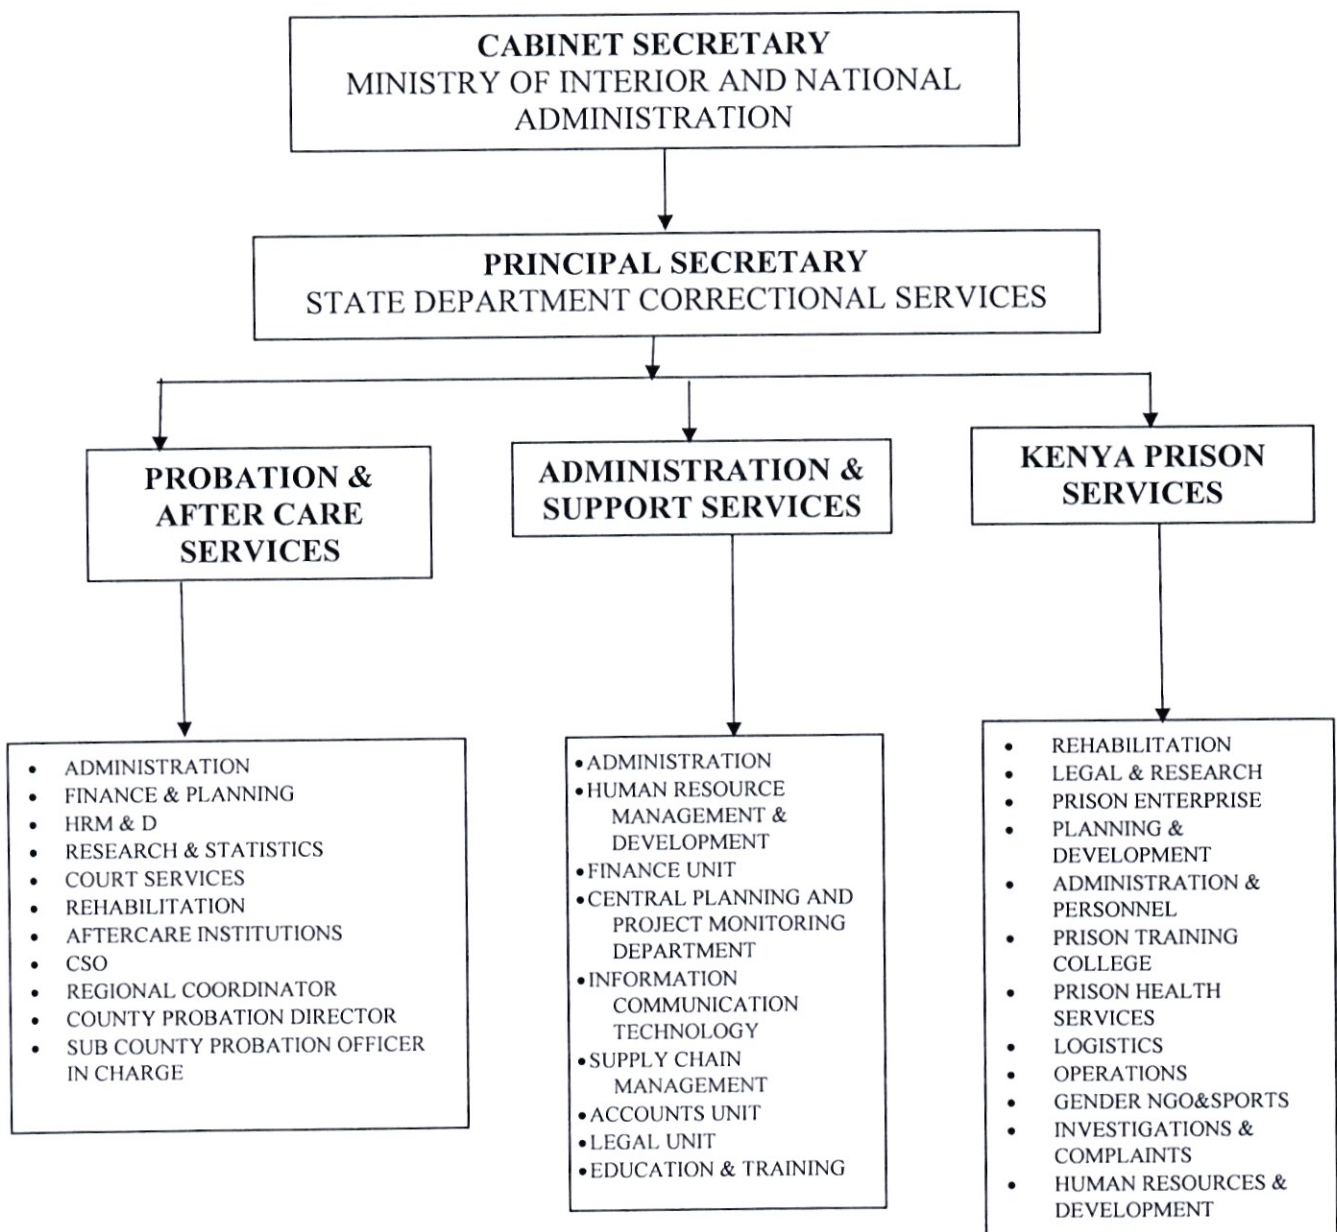 CABINET SECRETARY
MINISTRY OF INTERIOR AND NATIONAL
ADMINISTRATION
PRINCIPAL SECRETARY
STATE DEPARTMENT CORRECTIONAL SERVICES
PROBATION &
AFTER CARE
SERVICES
ADMINISTRATION &
SUPPORT SERVICES
KENYA PRISON
SERVICES
• ADMINISTRATION
• FINANCE & PLANNING
• HRM & D
• RESEARCH & STATISTICS
• COURT SERVICES
• REHABILITATION
• AFTERCARE INSTITUTIONS
• CSO
• REGIONAL COORDINATOR
• COUNTY PROBATION DIRECTOR
• SUB COUNTY PROBATION OFFICER
IN CHARGE
• ADMINISTRATION
• HUMAN RESOURCE
MANAGEMENT &
DEVELOPMENT
• FINANCE UNIT
• CENTRAL PLANNING AND
PROJECT MONITORING
DEPARTMENT
• INFORMATION
COMMUNICATION
TECHNOLOGY
• SUPPLY CHAIN
MANAGEMENT
• ACCOUNTS UNIT
• LEGAL UNIT
• EDUCATION & TRAINING
• REHABILITATION
• LEGAL & RESEARCH
• PRISON ENTERPRISE
• PLANNING &
DEVELOPMENT
• ADMINISTRATION &
PERSONNEL
• PRISON TRAINING
COLLEGE
• PRISON HEALTH
SERVICES
• LOGISTICS
• OPERATIONS
• GENDER NGO&SPORTS
• INVESTIGATIONS &
COMPLAINTS
• HUMAN RESOURCES &
DEVELOPMENT